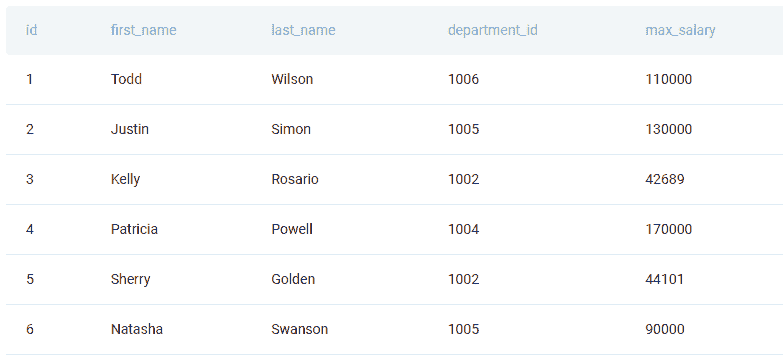 id first_name last_name department_id max_salary
1 Todd Wilson 1006 110000
2 Justin Simon 1005 130000
3 Kelly Rosario 1002 42689
4 Patricia Powell 1004 170000
5 Sherry Golden 1002 44101
6 Natasha Swanson 1005 90000